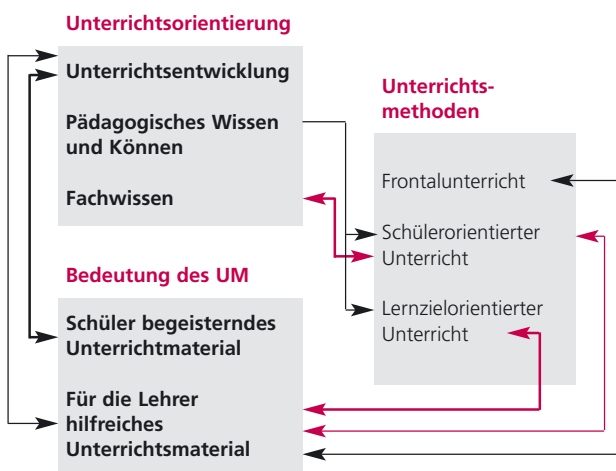 Unterrichtsorientierung
Unterrichtsentwicklung
Pädagogisches Wissen
und Können
Fachwissen
Unterrichts-
methoden
Frontalunterricht
Schülerorientierter
Unterricht
Lernzielorientierter
Unterricht
Bedeutung des UM
Schüler begeisterndes
Unterrichtmaterial
Für die Lehrer
hilfreiches
Unterrichtsmaterial